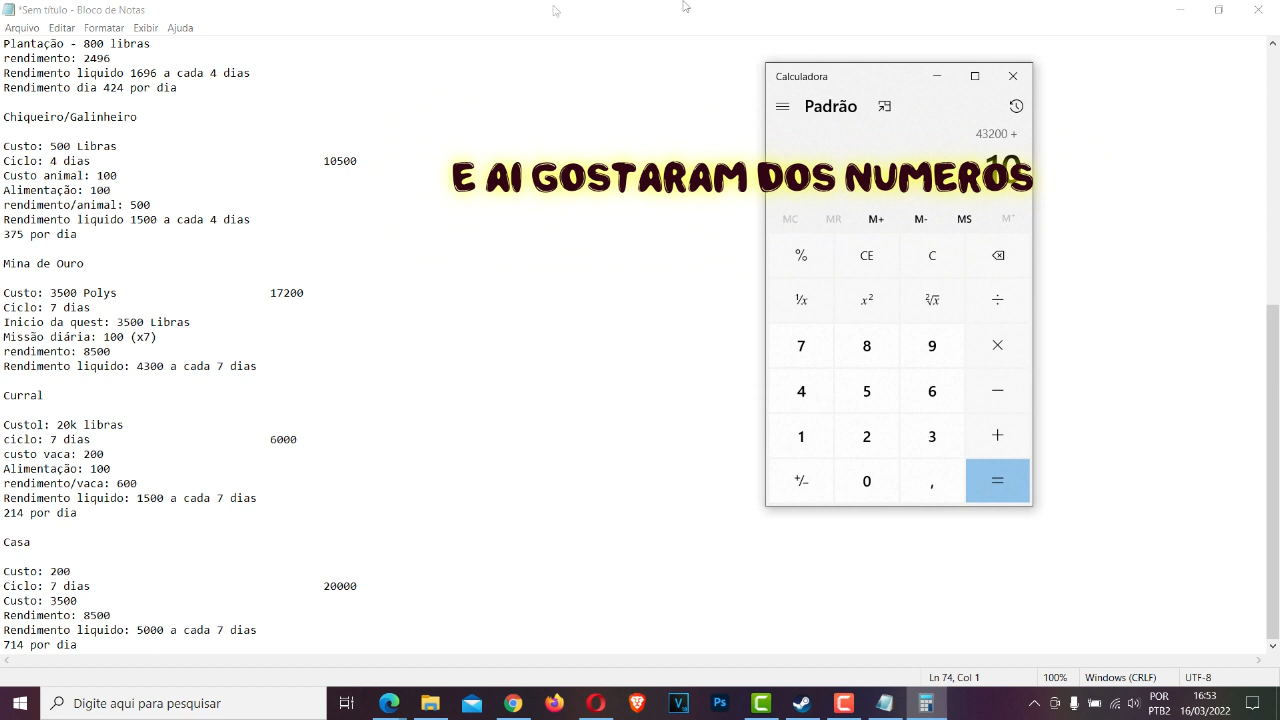 *Sem título - Bloco de Notas
Arquivo Editar Formatar Exibir Ajuda
Plantação - 800 libras
rendimento: 2496
Rendimento liquido 1696 a cada 4 dias
Rendimento dia 424 por dia
Chiqueiro/Galinheiro
Custo: 500 Libras
Ciclo: 4 dias 10500
Custo animal: 100
Alimentação: 100
rendimento/animal: 500
Rendimento liquido 1500 a cada 4 dias
375 por dia
Mina de Ouro
Custo: 3500 Polys 17200
Ciclo: 7 dias
Inicio da quest: 3500 Libras
Missão diária: 100 (x7)
rendimento: 8500
Rendimento liquido: 4300 a cada 7 dias
Curral
Custol: 20k libras
ciclo: 7 dias 6000
custo vaca: 200
Alimentação: 100
rendimento/vaca: 600
Rendimento liquido: 1500 a cada 7 dias
214 por dia
Casa
Custo: 200
Ciclo: 7 dias 20000
Custo: 3500
Rendimento: 8500
Rendimento liquido: 5000 a cada 7 dias
714 por dia
E AI GOSTARAM DOS NUMEROS
Calculadora
Padrão
43200 +
MC MR M+ M- MS M˅
% CE C
¹/x x² ²√x ÷
7 8 9 ×
4 5 6 −
1 2 3 +
+/− 0 , =
Ln 74, Col 1 100% Windows (CRLF) UTF-8
Digite aqui para pesquisar
POR
PTB2
16:53
16/03/2022